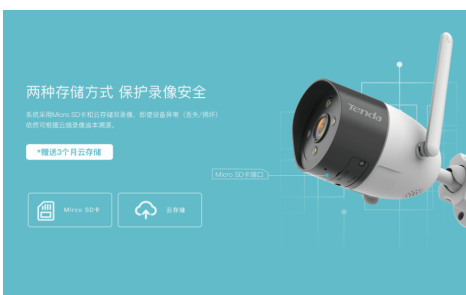 两种存储方式 保护录像安全
系统采用Micro SD卡和云存储双录像，即使设备异常（丢失/损坏）
依然可根据云端录像追本溯源。
*赠送3个月云存储
Tenda
Micro SD卡接口
Mirco SD卡
云存储